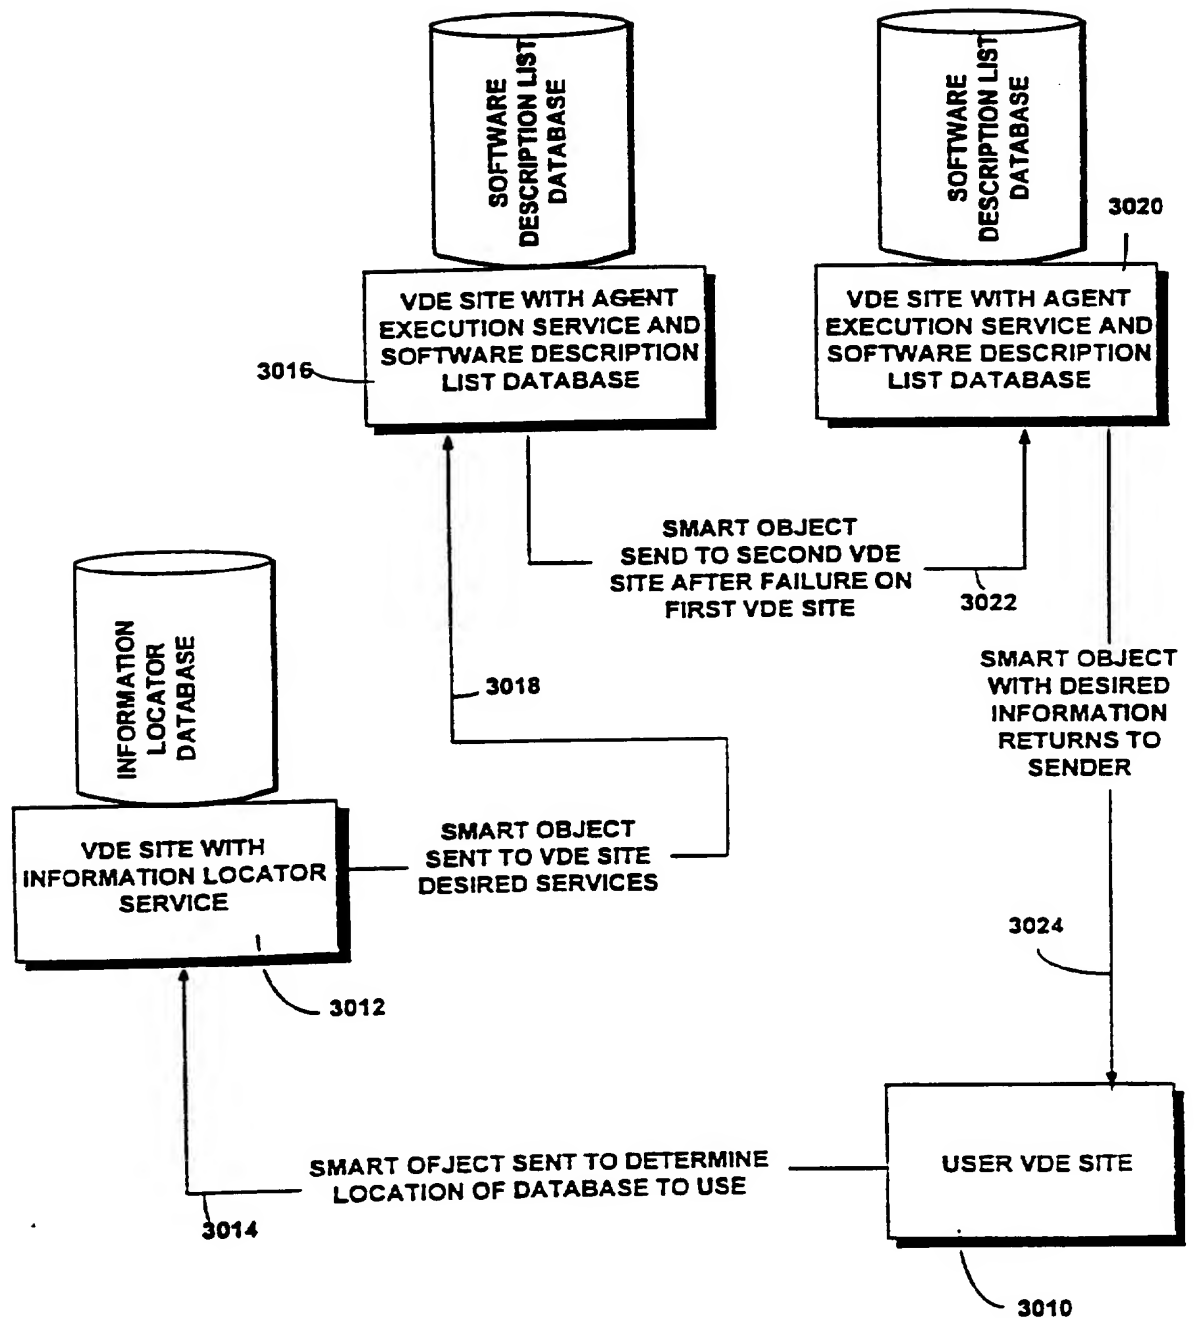 SOFTWARE
DESCRIPTION LIST
DATABASE
SOFTWARE
DESCRIPTION LIST
DATABASE
3020
VDE SITE WITH AGENT
EXECUTION SERVICE AND
SOFTWARE DESCRIPTION
LIST DATABASE
3016
VDE SITE WITH AGENT
EXECUTION SERVICE AND
SOFTWARE DESCRIPTION
LIST DATABASE
SMART OBJECT
SEND TO SECOND VDE
SITE AFTER FAILURE ON
FIRST VDE SITE
3022
INFORMATION
LOCATOR
DATABASE
3018
SMART OBJECT
WITH DESIRED
INFORMATION
RETURNS TO
SENDER
VDE SITE WITH
INFORMATION LOCATOR
SERVICE
SMART OBJECT
SENT TO VDE SITE
DESIRED SERVICES
3024
3012
SMART OFJECT SENT TO DETERMINE
LOCATION OF DATABASE TO USE
USER VDE SITE
3014
3010